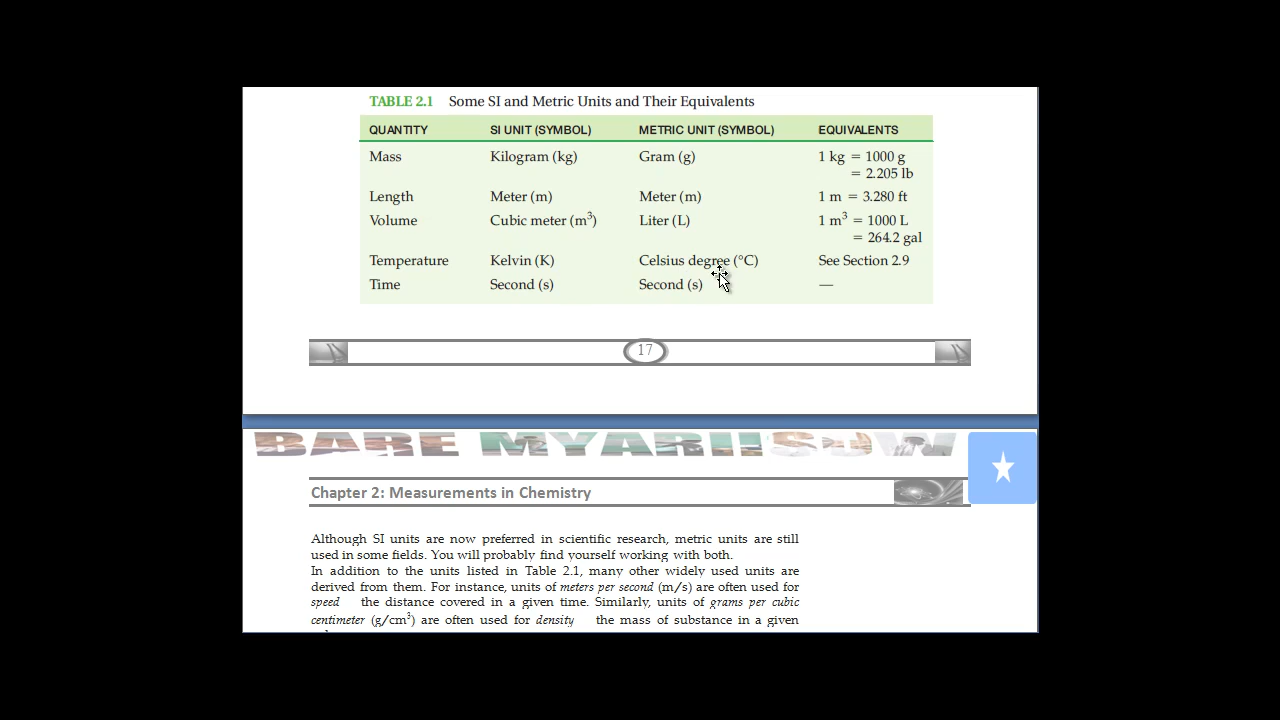 TABLE 2.1 Some SI and Metric Units and Their Equivalents
QUANTITY SI UNIT (SYMBOL) METRIC UNIT (SYMBOL) EQUIVALENTS
Mass Kilogram (kg) Gram (g) 1 kg = 1000 g
= 2.205 lb
Length Meter (m) Meter (m) 1 m = 3.280 ft
Volume Cubic meter (m³) Liter (L) 1 m³ = 1000 L
= 264.2 gal
Temperature Kelvin (K) Celsius degree (°C) See Section 2.9
Time Second (s) Second (s) —
17
BARE MYARIISOW
Chapter 2: Measurements in Chemistry
Although SI units are now preferred in scientific research, metric units are still
used in some fields. You will probably find yourself working with both.
In addition to the units listed in Table 2.1, many other widely used units are
derived from them. For instance, units of meters per second (m/s) are often used for
speed the distance covered in a given time. Similarly, units of grams per cubic
centimeter (g/cm³) are often used for density the mass of substance in a given